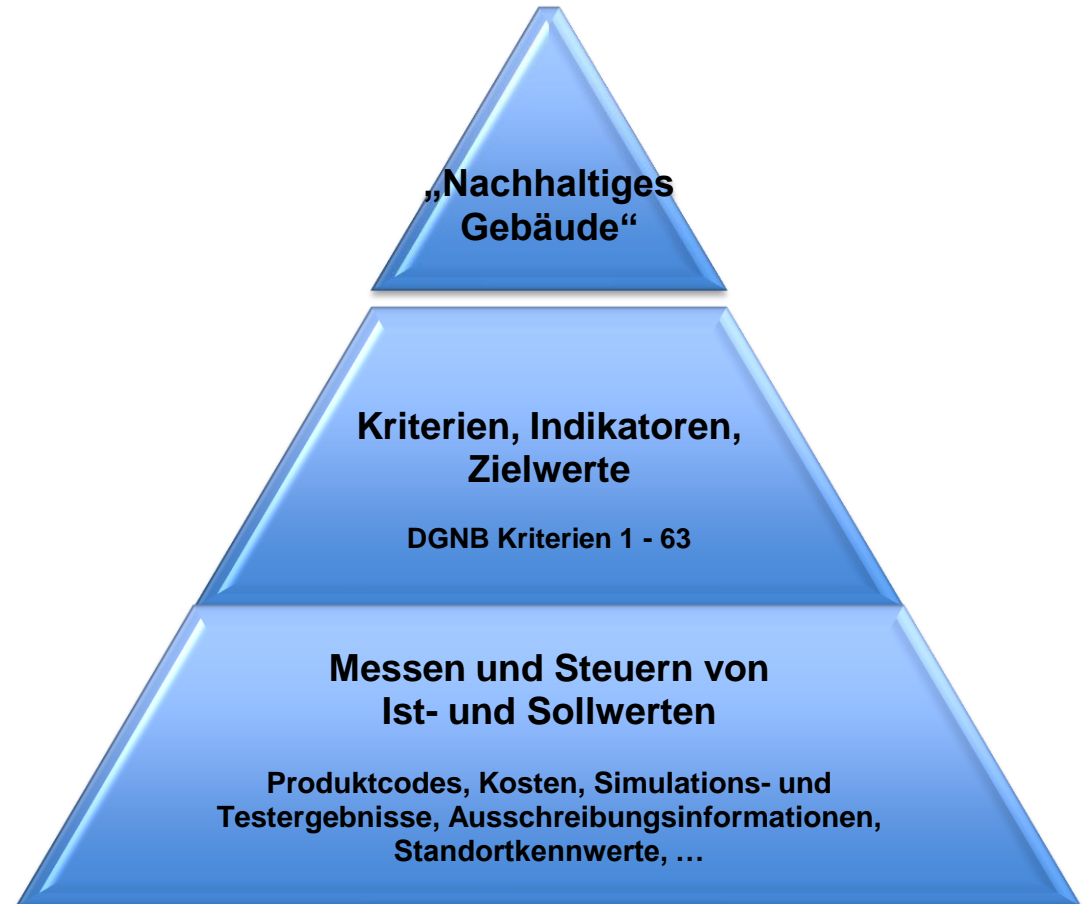 „Nachhaltiges
Gebäude“
Kriterien, Indikatoren,
Zielwerte
DGNB Kriterien 1 - 63
Messen und Steuern von
Ist- und Sollwerten
Produktcodes, Kosten, Simulations- und
Testergebnisse, Ausschreibungsinformationen,
Standortkennwerte, …